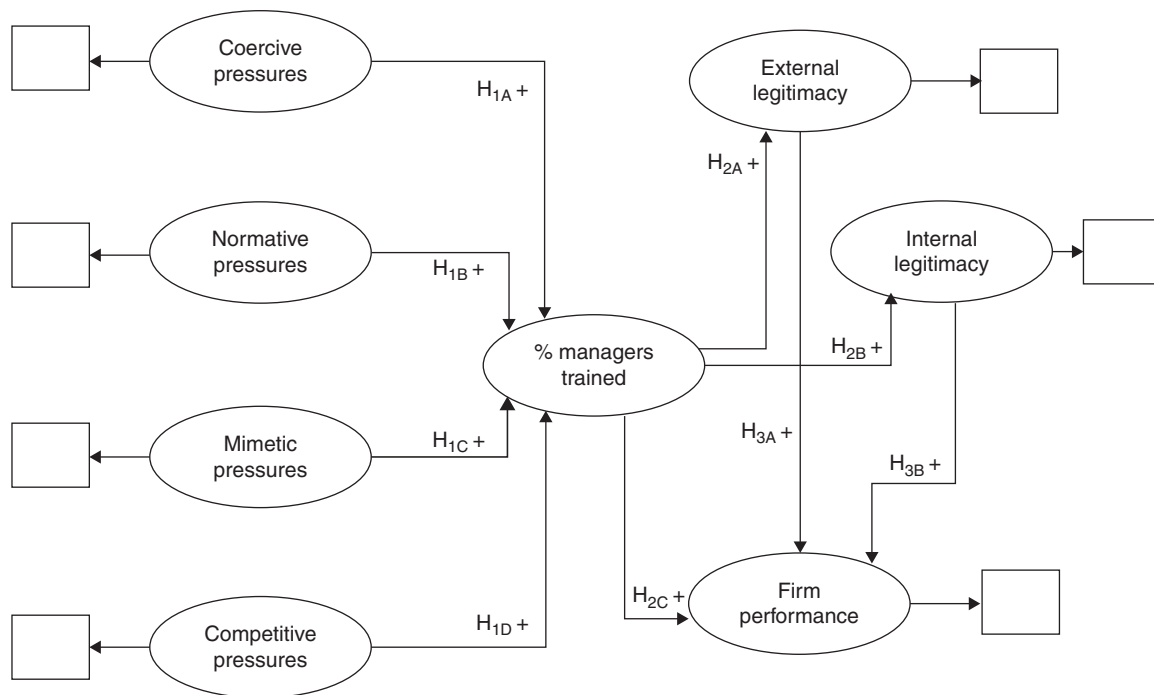 Coercive
pressures
H1A +
External
legitimacy
H2A +
Normative
pressures
H1B +
Internal
legitimacy
% managers
trained
H2B +
Mimetic
pressures
H1C +
H3A +
H3B +
Competitive
pressures
H1D +
H2C +
Firm
performance